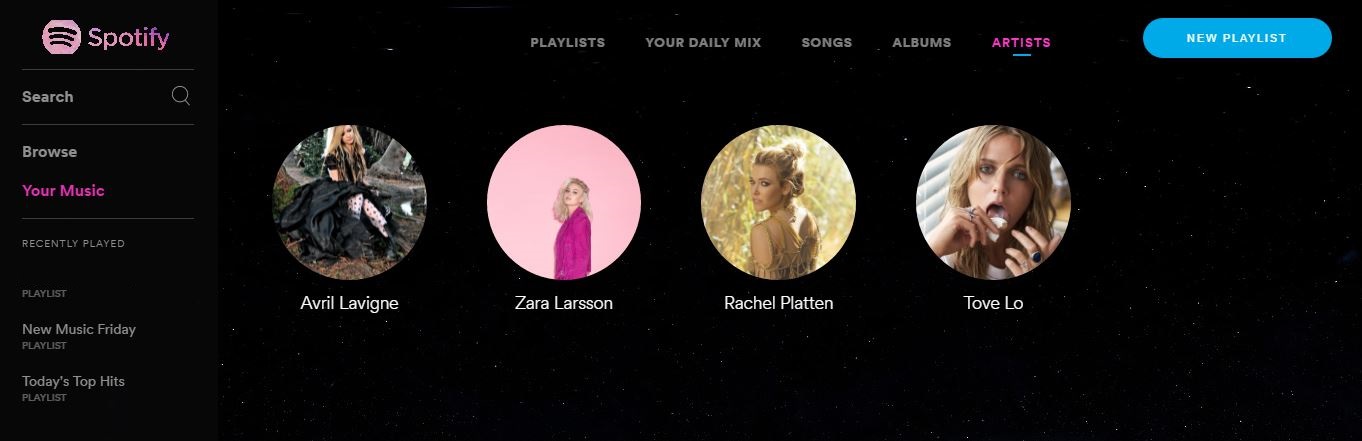 Spotify
Search
Browse
Your Music
RECENTLY PLAYED
PLAYLIST
New Music Friday
PLAYLIST
Today's Top Hits
PLAYLIST
PLAYLISTS
YOUR DAILY MIX
SONGS
ALBUMS
ARTISTS
NEW PLAYLIST
Avril Lavigne
Zara Larsson
Rachel Platten
Tove Lo